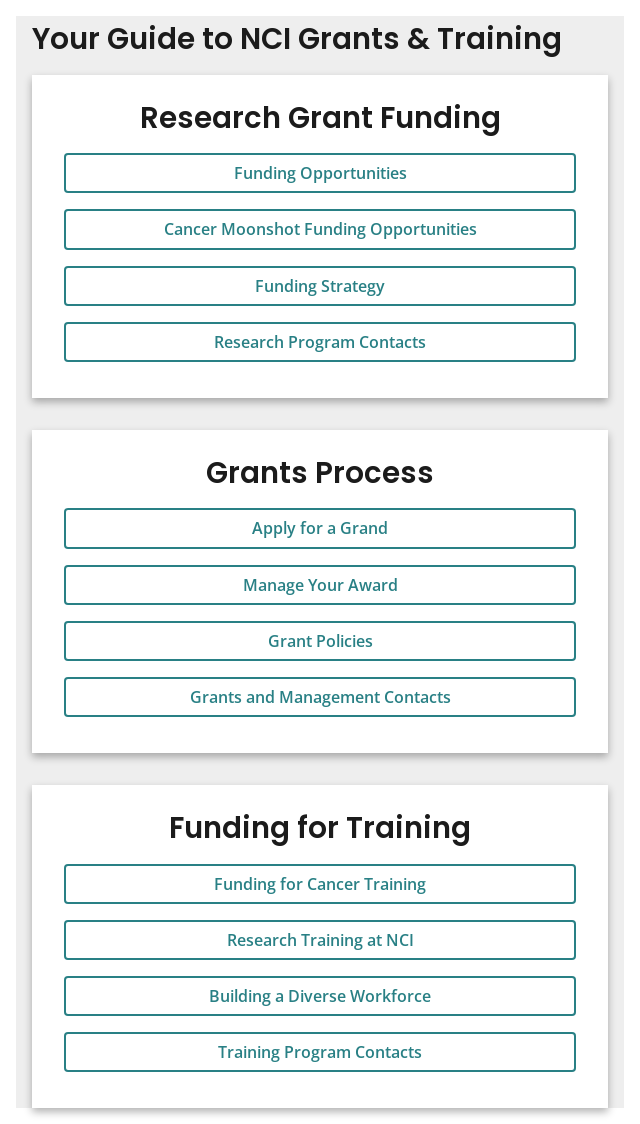 Your Guide to NCI Grants & Training
Research Grant Funding
Funding Opportunities
Cancer Moonshot Funding Opportunities
Funding Strategy
Research Program Contacts
Grants Process
Apply for a Grand
Manage Your Award
Grant Policies
Grants and Management Contacts
Funding for Training
Funding for Cancer Training
Research Training at NCI
Building a Diverse Workforce
Training Program Contacts